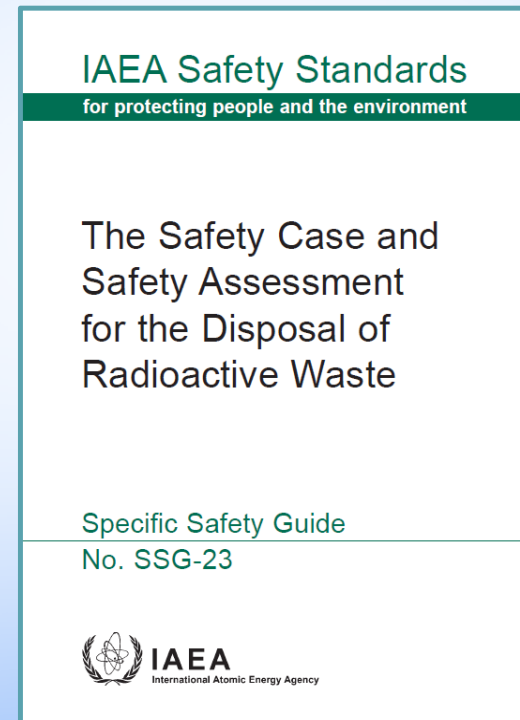 IAEA Safety Standards
for protecting people and the environment
The Safety Case and
Safety Assessment
for the Disposal of
Radioactive Waste
Specific Safety Guide
No. SSG-23
IAEA
International Atomic Energy Agency